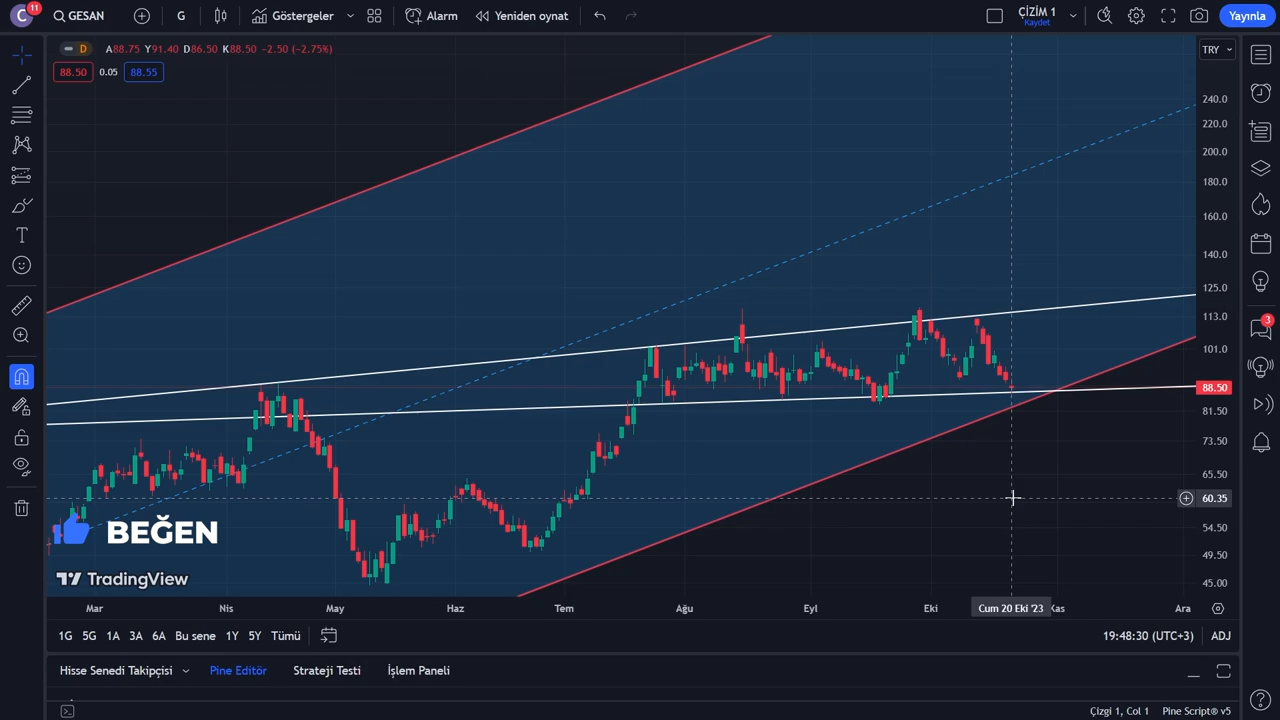 C 11 GESAN G Göstergeler Alarm Yeniden oynat ÇİZİM 1 Kaydet Yayınla
D A88.75 Y91.40 D86.50 K88.50 −2.50 (−2.75%)
TRY
88.50 0.05 88.55
240.0
220.0
200.0
180.0
160.0
140.0
125.0
113.0
101.0
88.50
81.50
73.50
65.50
60.35
54.50
49.50
45.00
3
T
BEĞEN
TradingView
Mar Nis May Haz Tem Ağu Eyl Eki Cum 20 Eki '23 Kas Ara
1G 5G 1A 3A 6A Bu sene 1Y 5Y Tümü 19:48:30 (UTC+3) ADJ
Hisse Senedi Takipçisi Pine Editör Strateji Testi İşlem Paneli
Çizgi 1, Col 1 Pine Script® v5